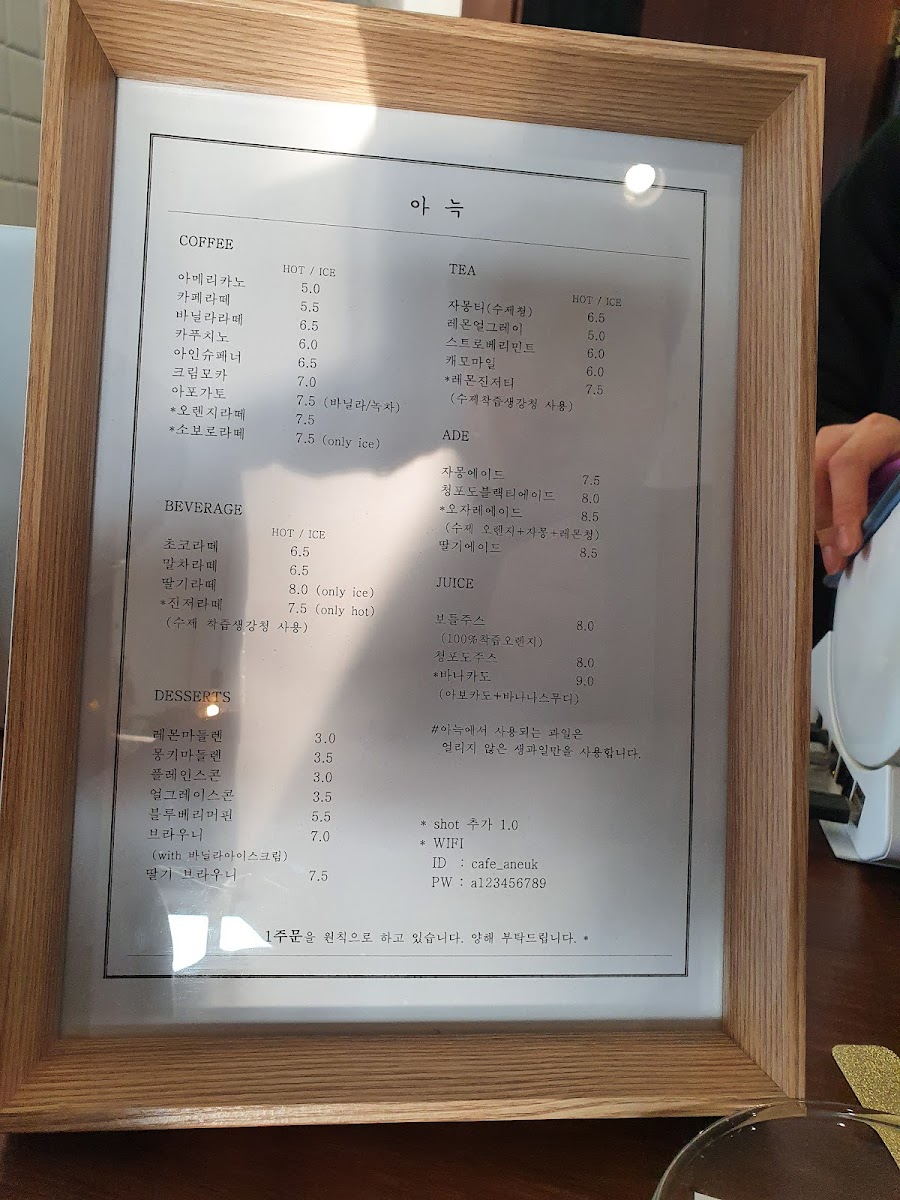 아 늑
COFFEE
HOT / ICE
아메리카노 5.0
카페라떼 5.5
바닐라라떼 6.5
카푸치노 6.0
아인슈패너 6.5
크림모카 7.0
아포가토 7.5 (바닐라/녹차)
*오렌지라떼 7.5
*소보로라떼 7.5 (only ice)
BEVERAGE
HOT / ICE
초코라떼 6.5
말차라떼 6.5
딸기라떼 8.0 (only ice)
*진저라떼 7.5 (only hot)
(수제 착즙생강청 사용)
DESSERTS
레몬마들렌 3.0
몽키마들렌 3.5
플레인스콘 3.0
얼그레이스콘 3.5
블루베리머핀 5.5
브라우니 7.0
(with 바닐라아이스크림)
딸기 브라우니 7.5
TEA
HOT / ICE
자몽티(수제청) 6.5
레몬얼그레이 5.0
스트로베리민트 6.0
캐모마일 6.0
*레몬진저티 7.5
(수제착즙생강청 사용)
ADE
자몽에이드 7.5
청포도블랙티에이드 8.0
*오자레에이드 8.5
(수제 오렌지+자몽+레몬청)
딸기에이드 8.5
JUICE
보틀주스 8.0
(100%착즙오렌지)
청포도주스 8.0
*바나카도 9.0
(아보카도+바나나스무디)
#아늑에서 사용되는 과일은
얼리지 않은 생과일만을 사용합니다.
* shot 추가 1.0
* WIFI
ID : cafe_aneuk
PW : a123456789
1주문을 원칙으로 하고 있습니다. 양해 부탁드립니다. *